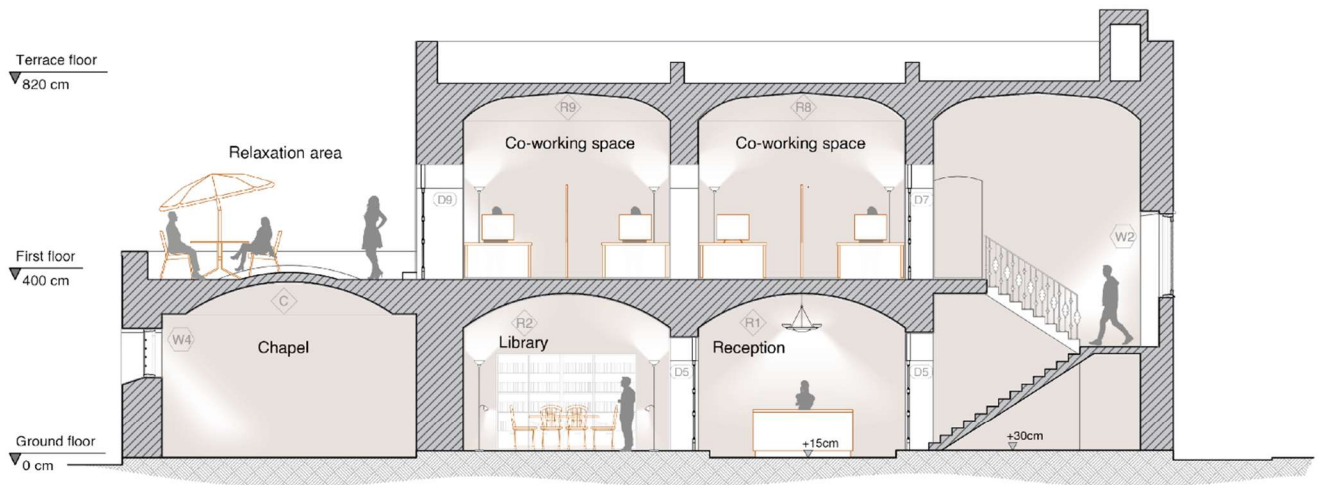 Terrace floor
820 cm
R9
R8
Co-working space
Co-working space
Relaxation area
D9
D7
W2
First floor
400 cm
C
R2
R1
W4
Chapel
Library
Reception
D5
D5
Ground floor
0 cm
+15cm
+30cm